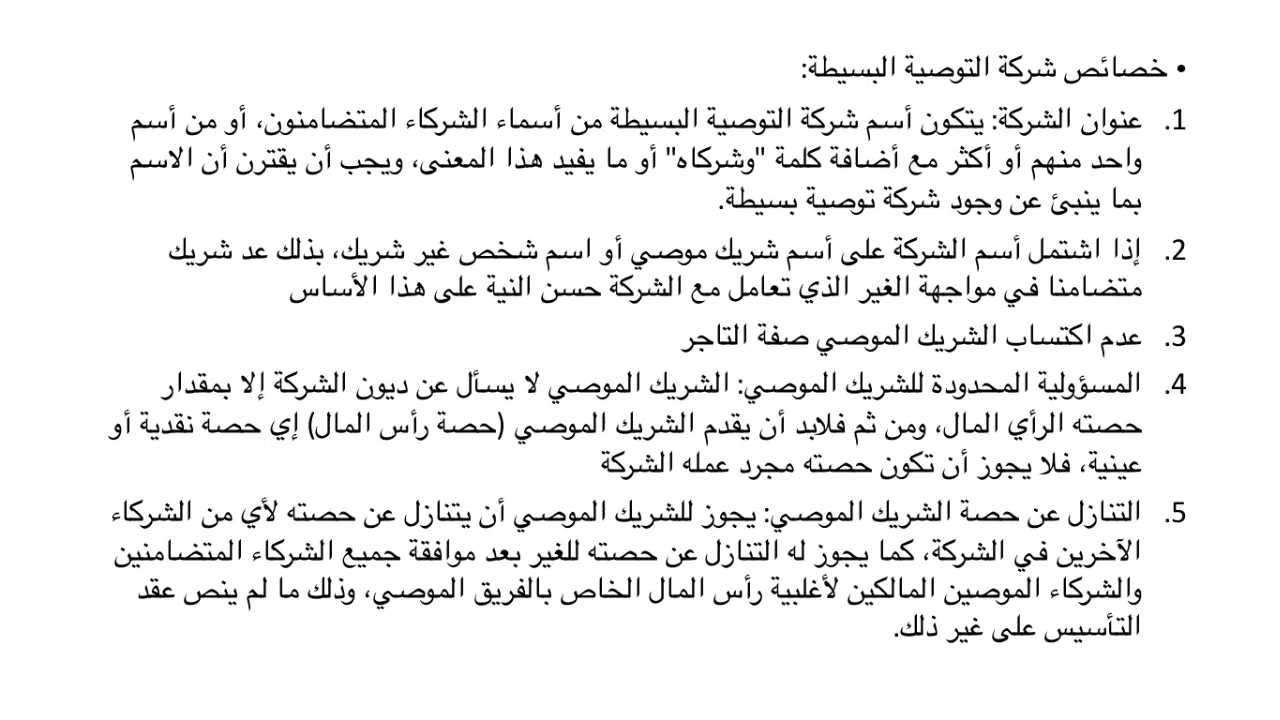 • خصائص شركة التوصية البسيطة:
1. عنوان الشركة: يتكون أسم شركة التوصية البسيطة من أسماء الشركاء المتضامنون، أو من أسم
واحد منهم أو أكثر مع أضافة كلمة "وشركاه" أو ما يفيد هذا المعنى، ويجب أن يقترن أن الاسم
بما ينبئ عن وجود شركة توصية بسيطة.
2. إذا اشتمل أسم الشركة على أسم شريك موصي أو اسم شخص غير شريك، بذلك عد شريك
متضامنا في مواجهة الغير الذي تعامل مع الشركة حسن النية على هذا الأساس
3. عدم اكتساب الشريك الموصي صفة التاجر
4. المسؤولية المحدودة للشريك الموصي: الشريك الموصي لا يسأل عن ديون الشركة إلا بمقدار
حصته الرأي المال، ومن ثم فلابد أن يقدم الشريك الموصي (حصة رأس المال) إي حصة نقدية أو
عينية، فلا يجوز أن تكون حصته مجرد عمله الشركة
5. التنازل عن حصة الشريك الموصي: يجوز للشريك الموصي أن يتنازل عن حصته لأي من الشركاء
الآخرين في الشركة، كما يجوز له التنازل عن حصته للغير بعد موافقة جميع الشركاء المتضامنين
والشركاء الموصين المالكين لأغلبية رأس المال الخاص بالفريق الموصي، وذلك ما لم ينص عقد
التأسيس على غير ذلك.